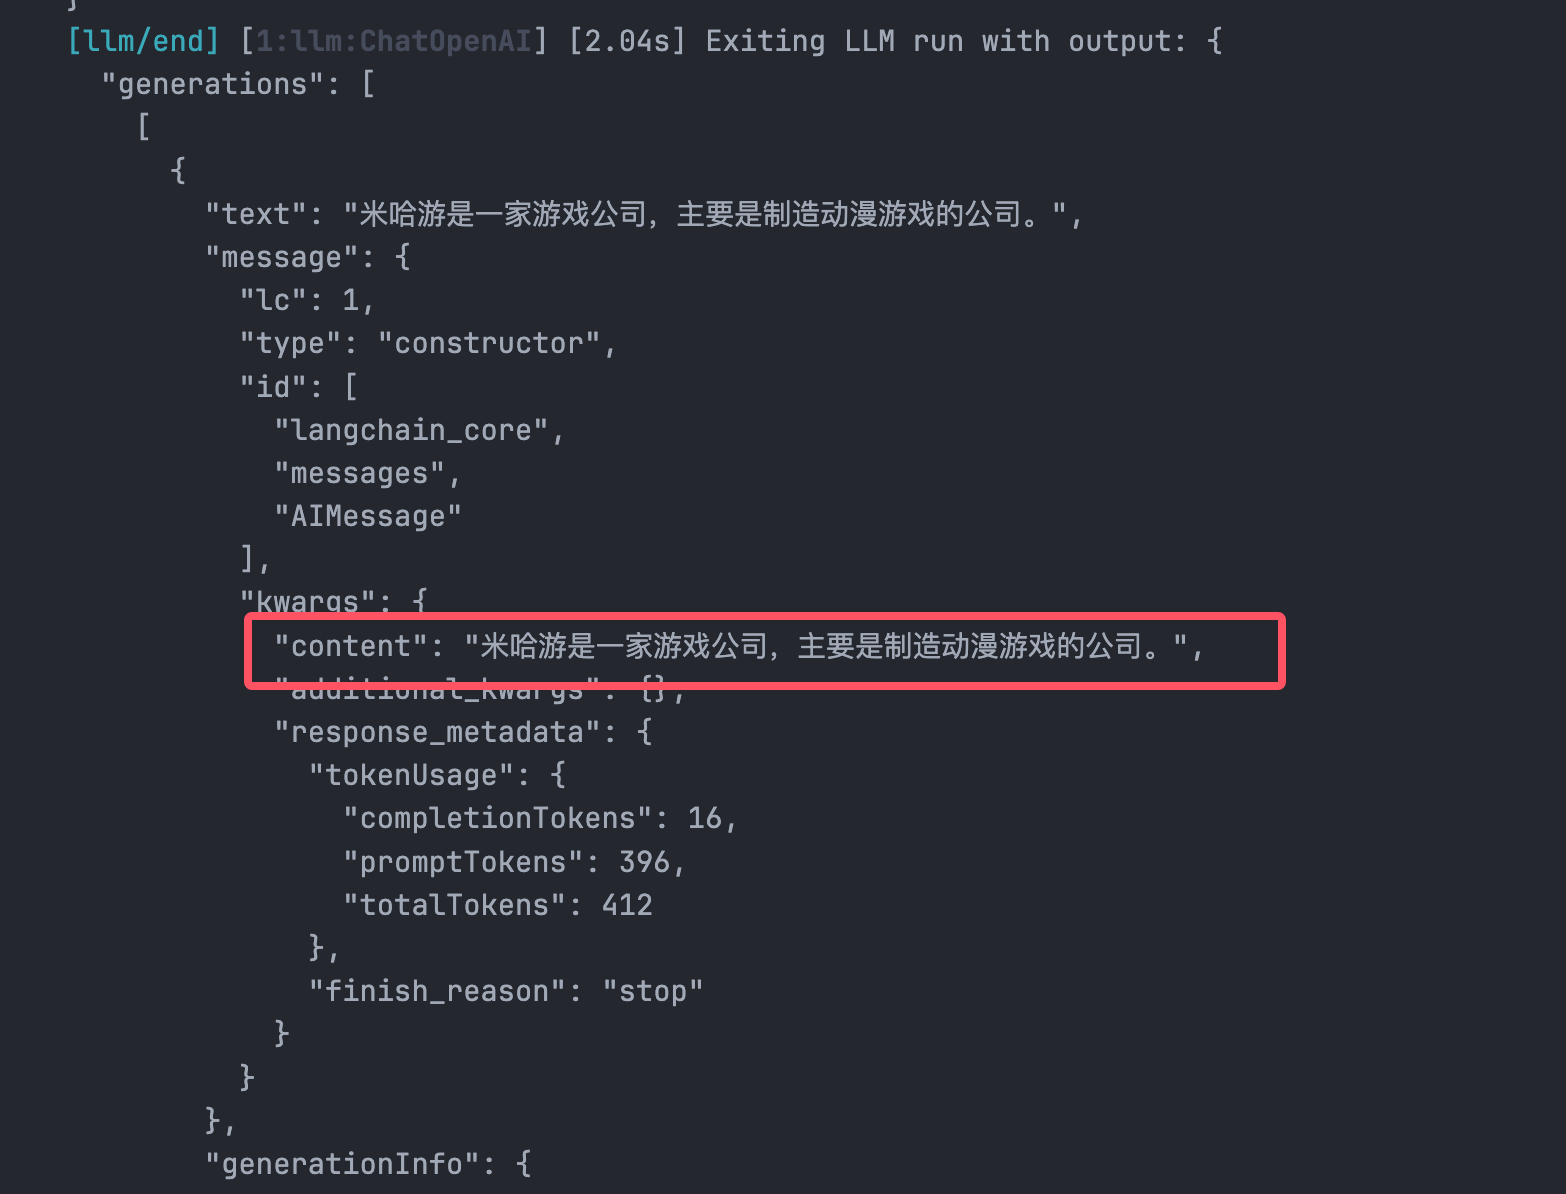 }
[llm/end] [1:llm:ChatOpenAI] [2.04s] Exiting LLM run with output: {
  "generations": [
    [
      {
        "text": "米哈游是一家游戏公司，主要是制造动漫游戏的公司。",
        "message": {
          "lc": 1,
          "type": "constructor",
          "id": [
            "langchain_core",
            "messages",
            "AIMessage"
          ],
          "kwargs": {
            "content": "米哈游是一家游戏公司，主要是制造动漫游戏的公司。",
            "additional_kwargs": {},
            "response_metadata": {
              "tokenUsage": {
                "completionTokens": 16,
                "promptTokens": 396,
                "totalTokens": 412
              },
              "finish_reason": "stop"
            }
          }
        },
        "generationInfo": {